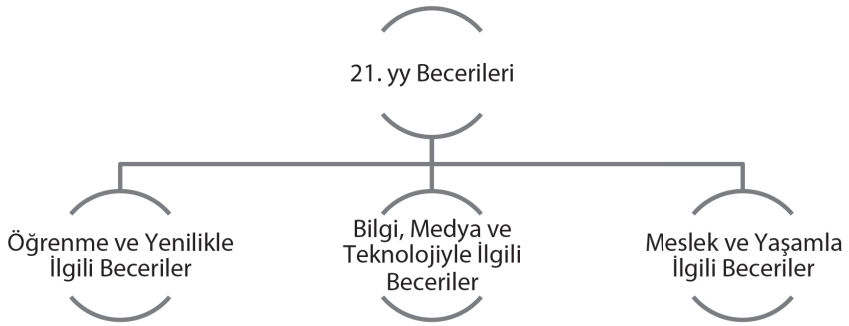 21. yy Becerileri
Öğrenme ve Yenilikle
İlgili Beceriler
Bilgi, Medya ve
Teknolojiyle İlgili
Beceriler
Meslek ve Yaşamla
İlgili Beceriler